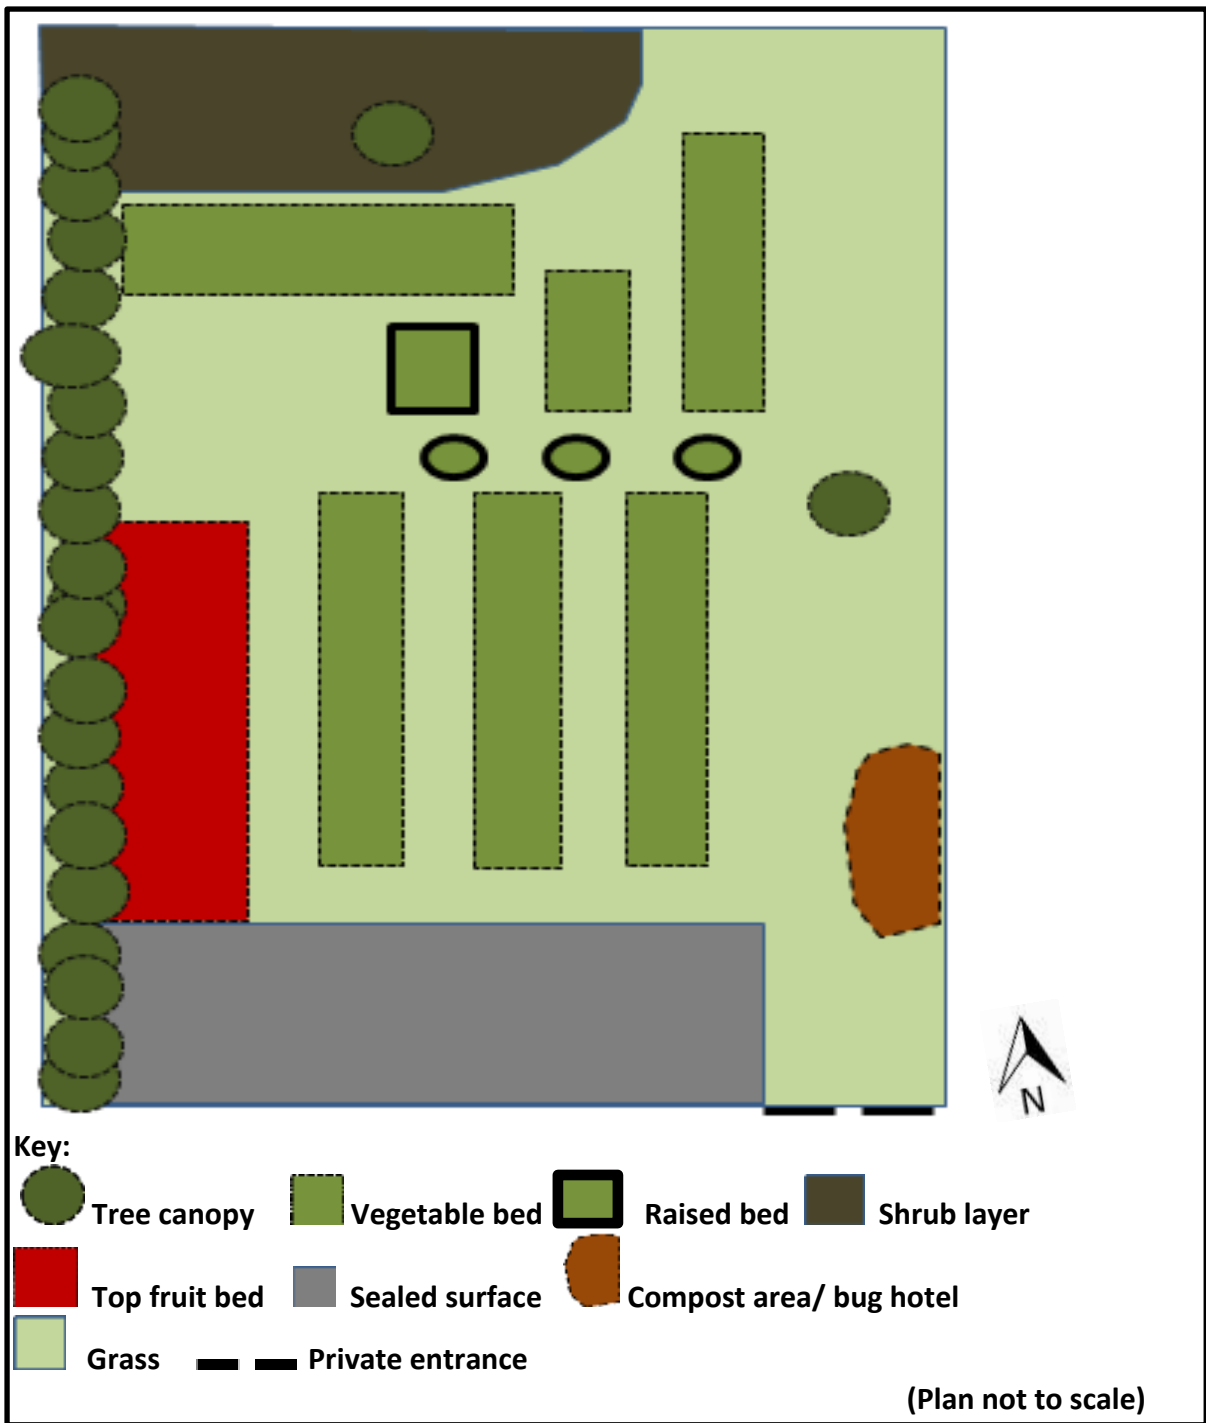 N
Key:
Tree canopy Vegetable bed Raised bed Shrub layer
Top fruit bed Sealed surface Compost area/ bug hotel
Grass Private entrance
(Plan not to scale)